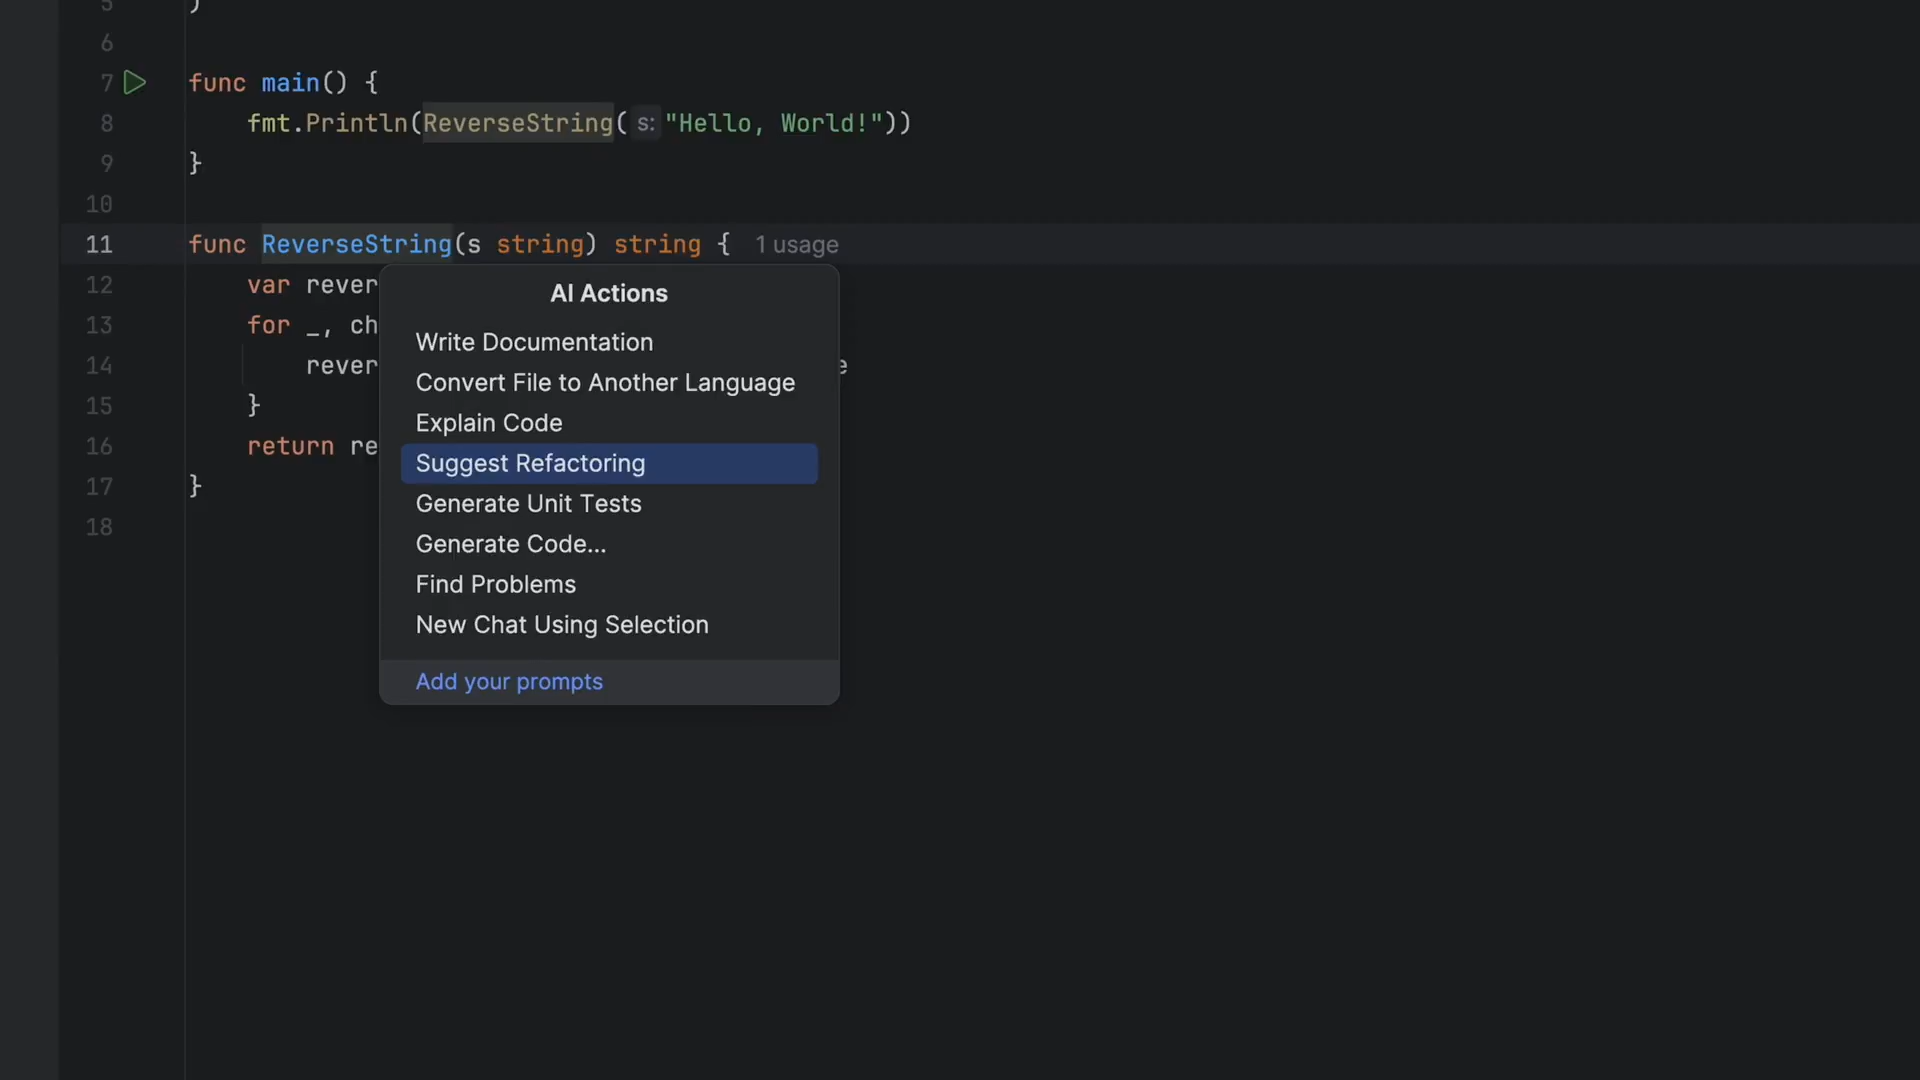 5 )
6
7 func main() {
8 fmt.Println(ReverseString( s: "Hello, World!"))
9 }
10
11 func ReverseString(s string) string { 1 usage
12 var rever
13 for _, ch
14 rever e
15 }
16 return re
17 }
18
AI Actions
Write Documentation
Convert File to Another Language
Explain Code
Suggest Refactoring
Generate Unit Tests
Generate Code...
Find Problems
New Chat Using Selection
Add your prompts